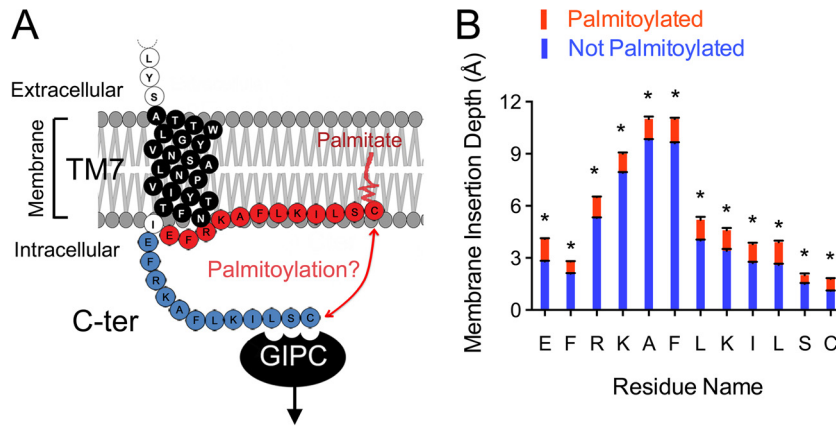 A
L
Y
S
Extracellular
A T T W
L G Y
V N S A
L N P
V I Y T
T F N
Membrane
TM7
Palmitate
I
E F R K A F L K I L S C
Intracellular
E
F
R
K
A
F L K I L S C
Palmitoylation?
C-ter
GIPC
B
Palmitoylated
Not Palmitoylated
Membrane Insertion Depth (Å)
12
9
6
3
0
* * * * * * * * * * * *
E F R K A F L K I L S C
Residue Name